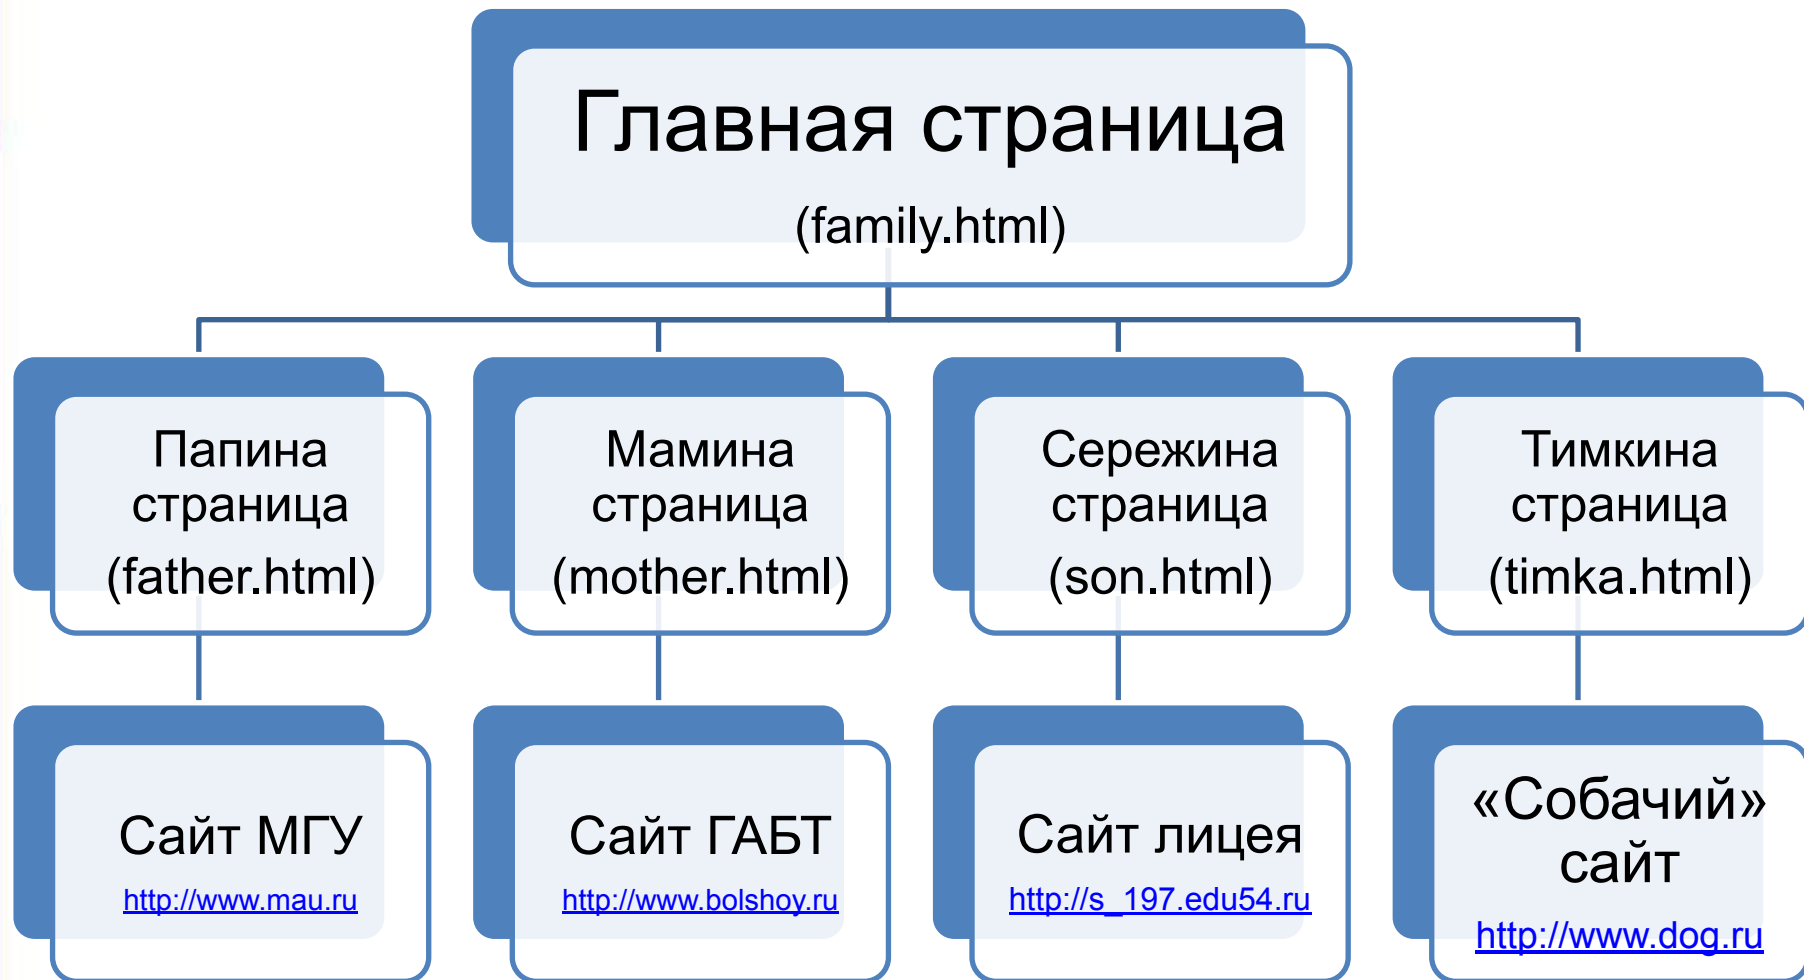 Главная страница
(family.html)
Папина
страница
(father.html)
Мамина
страница
(mother.html)
Сережина
страница
(son.html)
Тимкина
страница
(timka.html)
Сайт МГУ
http://www.mau.ru
Сайт ГАБТ
http://www.bolshoy.ru
Сайт лицея
http://s_197.edu54.ru
«Собачий»
сайт
http://www.dog.ru